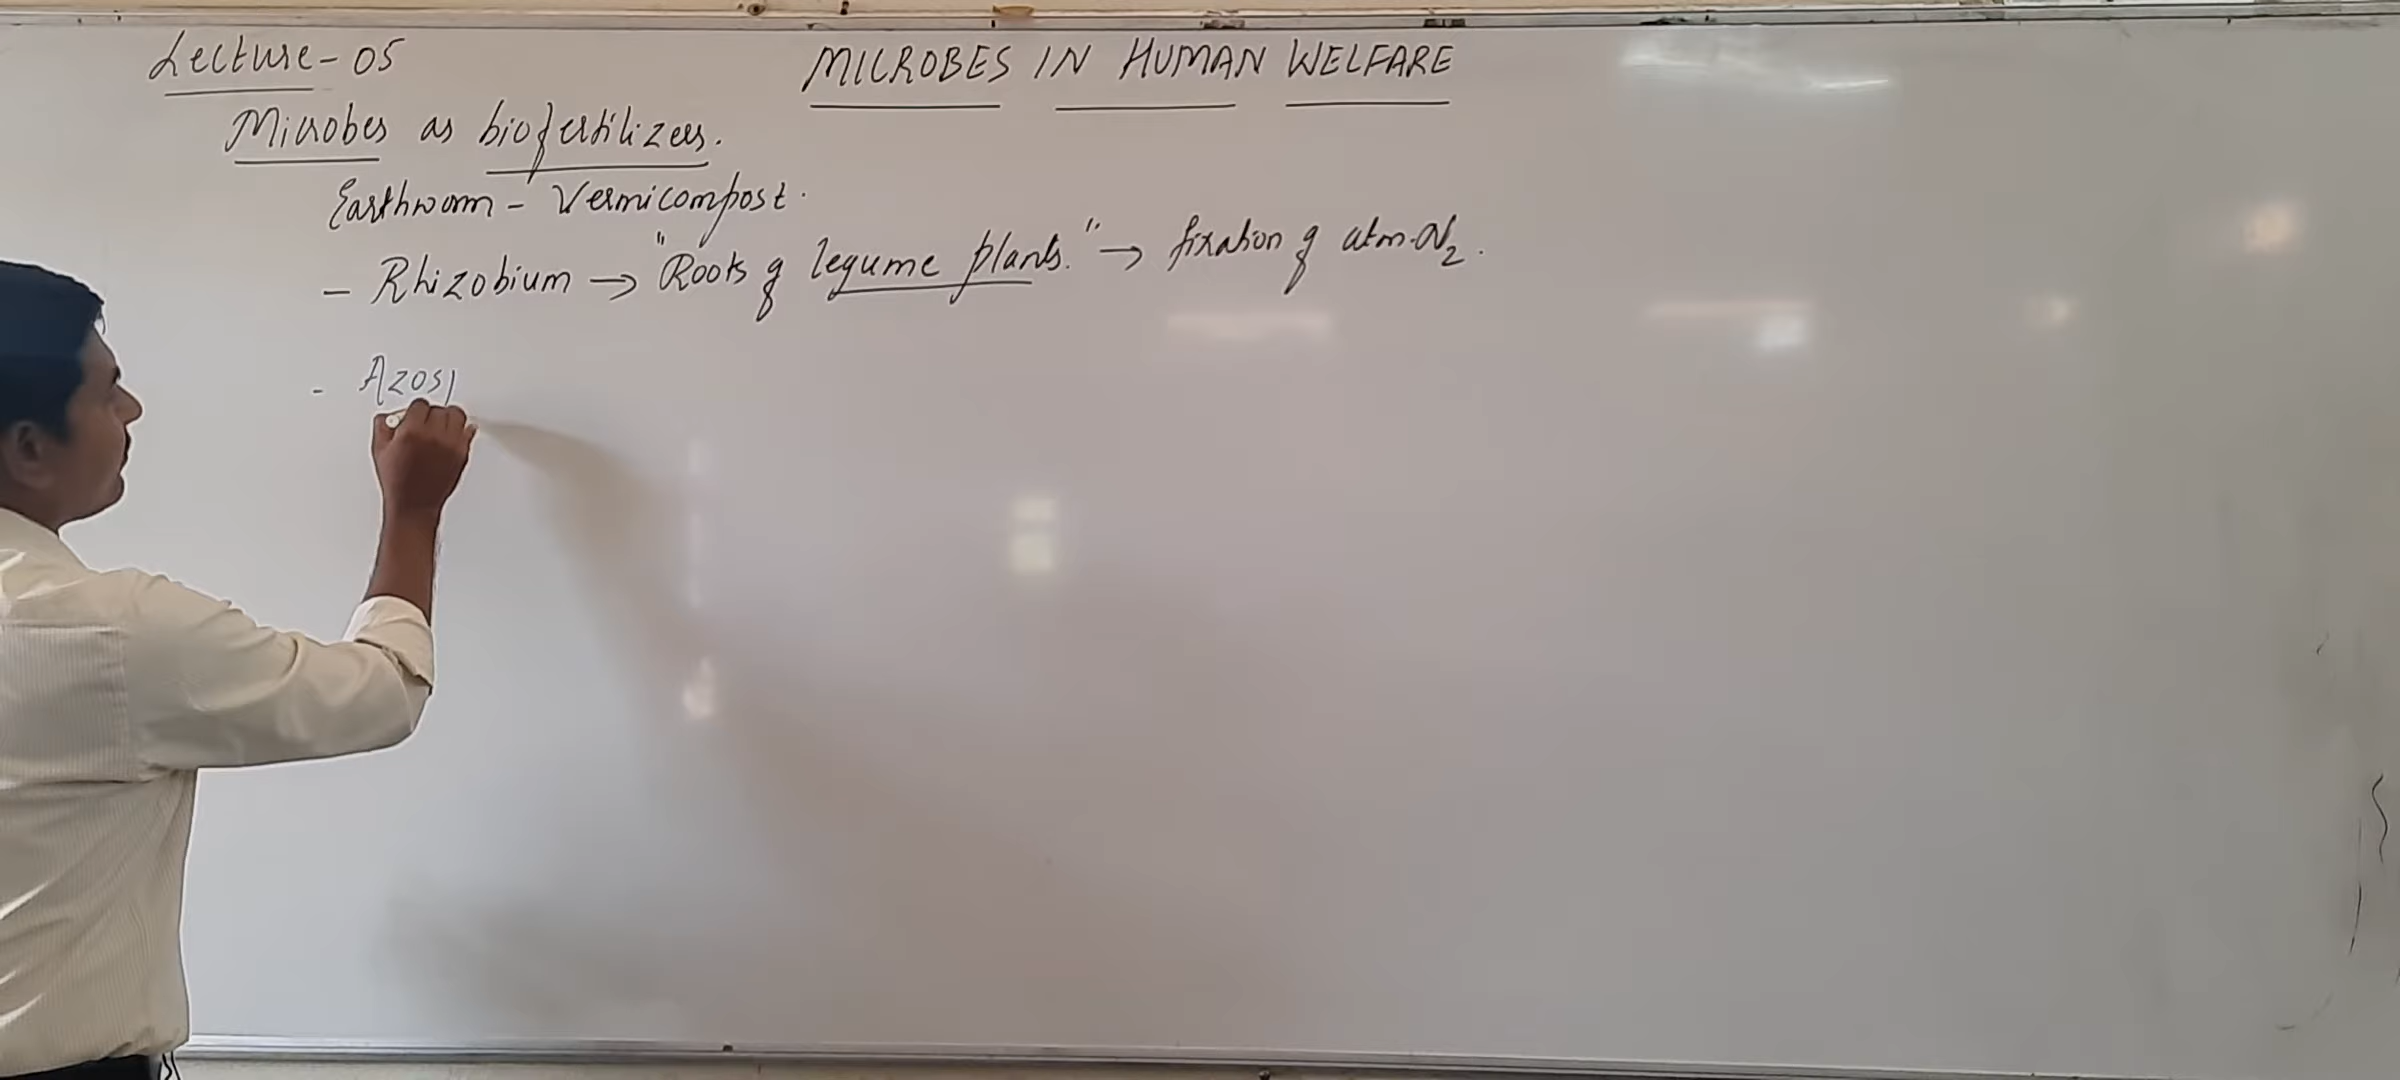 Lecture-05
MICROBES IN HUMAN WELFARE
Microbes as biofertilizers.
Earthworm - Vermicompost.
- Rhizobium → "Roots of legume plants." → fixation of atm. N2.
- Azosp